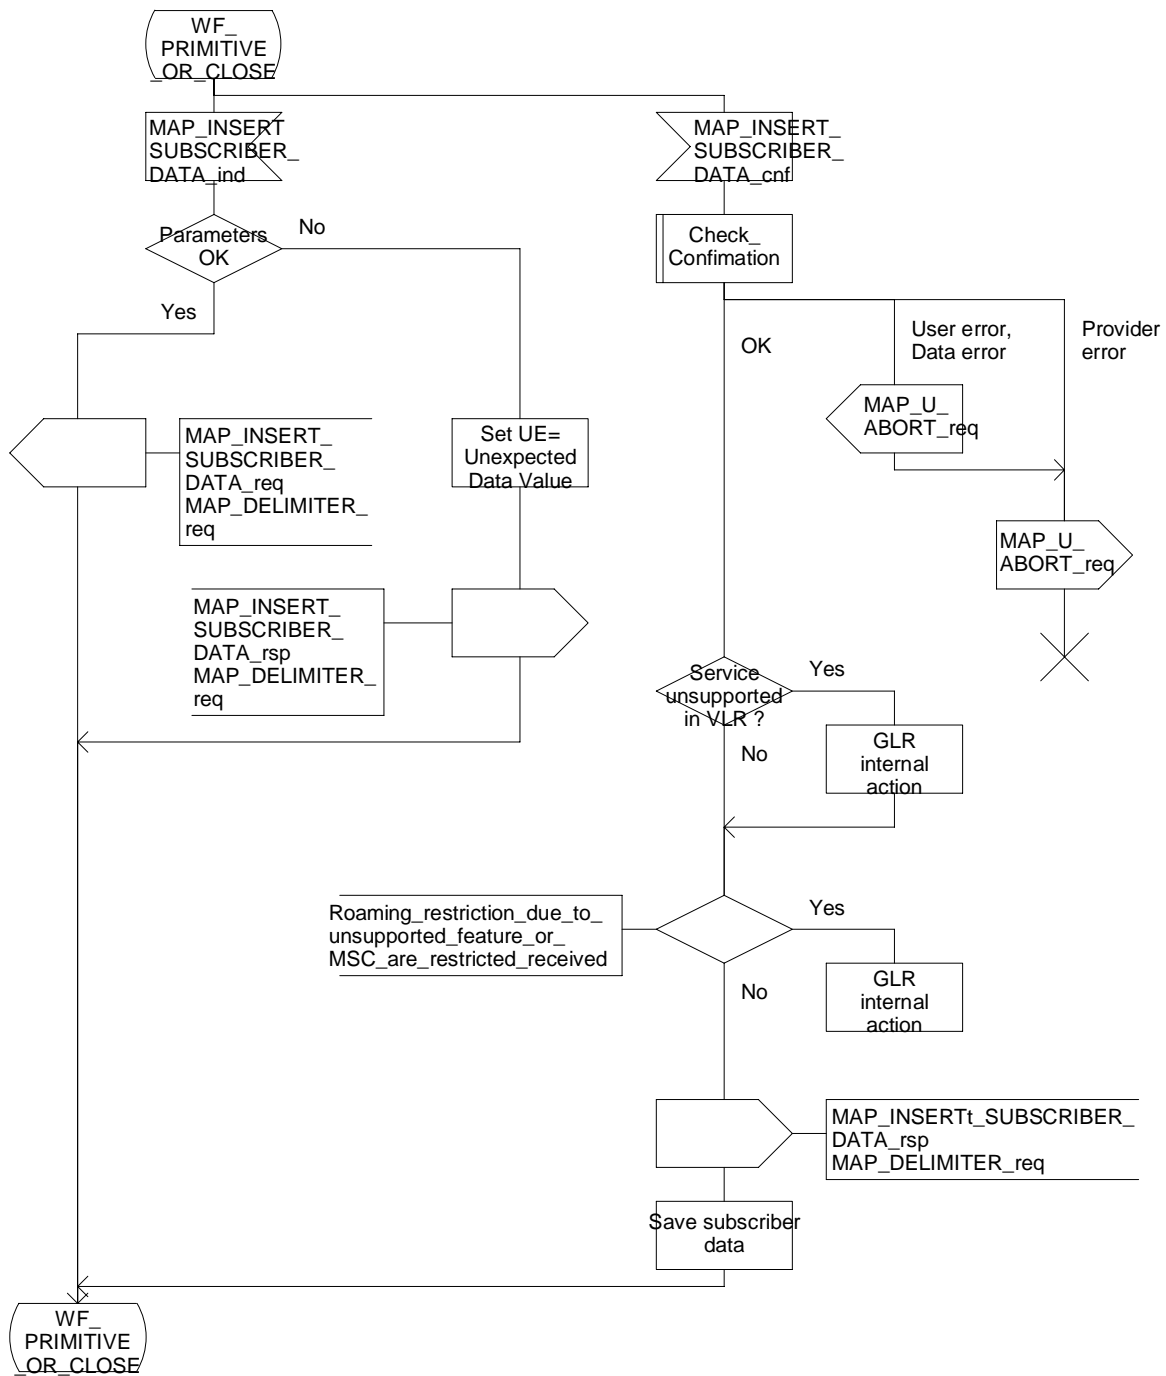 WF_
PRIMITIVE
_OR_CLOSE
MAP_INSERT
SUBSCRIBER_
DATA_ind
MAP_INSERT_
SUBSCRIBER_
DATA_cnf
Parameters
OK
No
Yes
Check_
Confimation
OK
User error,
Data error
Provider
error
MAP_U_
ABORT_req
MAP_INSERT_
SUBSCRIBER_
DATA_req
MAP_DELIMITER_
req
Set UE=
Unexpected
Data Value
MAP_U_
ABORT_req
MAP_INSERT_
SUBSCRIBER_
DATA_rsp
MAP_DELIMITER_
req
Service
unsupported
in VLR ?
Yes
No
GLR
internal
action
Roaming_restriction_due_to_
unsupported_feature_or_
MSC_are_restricted_received
Yes
No
GLR
internal
action
MAP_INSERTt_SUBSCRIBER_
DATA_rsp
MAP_DELIMITER_req
Save subscriber
data
WF_
PRIMITIVE
_OR_CLOSE